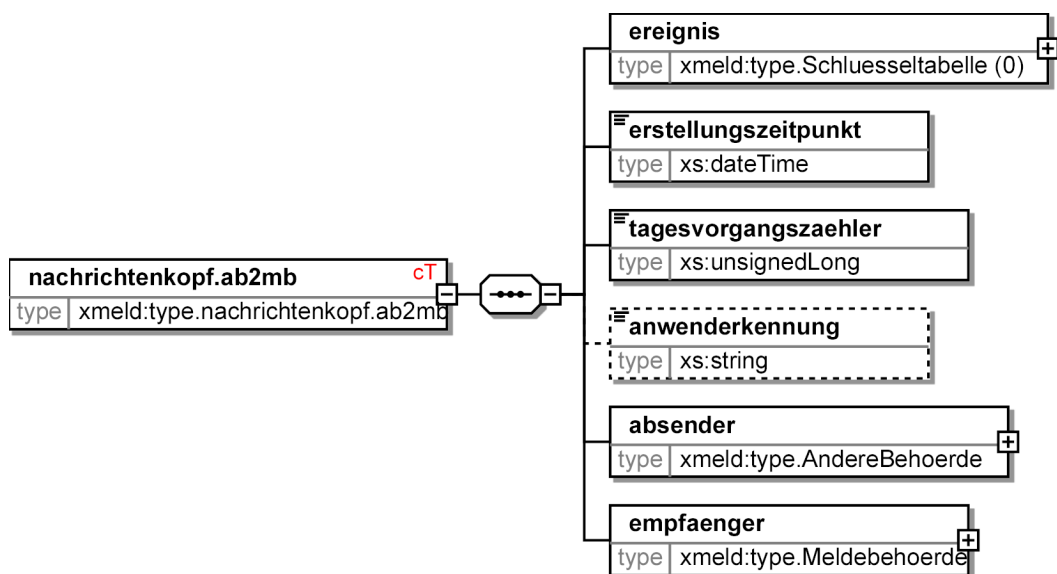 ereignis
type xmeld:type.Schluesseltabelle (0)
erstellungszeitpunkt
type xs:dateTime
tagesvorgangszaehler
type xs:unsignedLong
nachrichtenkopf.ab2mb cT
type xmeld:type.nachrichtenkopf.ab2mb
anwenderkennung
type xs:string
absender
type xmeld:type.AndereBehoerde
empfaenger
type xmeld:type.Meldebehoerde